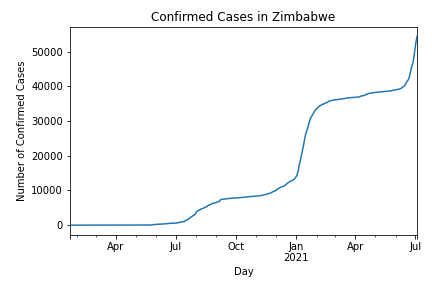 Confirmed Cases in Zimbabwe
Number of Confirmed Cases
50000
40000
30000
20000
10000
0
Apr
Jul
Oct
Jan
2021
Apr
Jul
Day